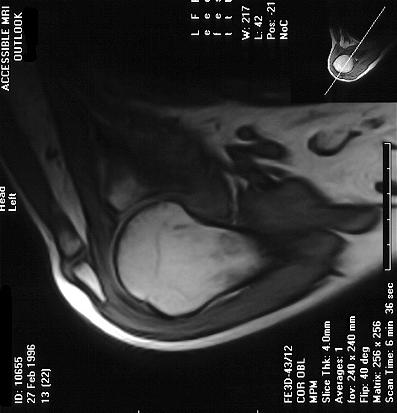 ACCESSIBLE MRI
OUTLOOK
W: 217
L: 42
Pos: -21
NoC
Head
Left
ID: 10655
27 Feb 1996
13 (22)
FE3D-43/12
COR OBL
MPM
Slice Thk: 4.0mm
Averages: 1
fov: 240 x 240 mm
Flip: 40 deg
Matrix: 256 x 256
Scan Time: 6 min 36 sec